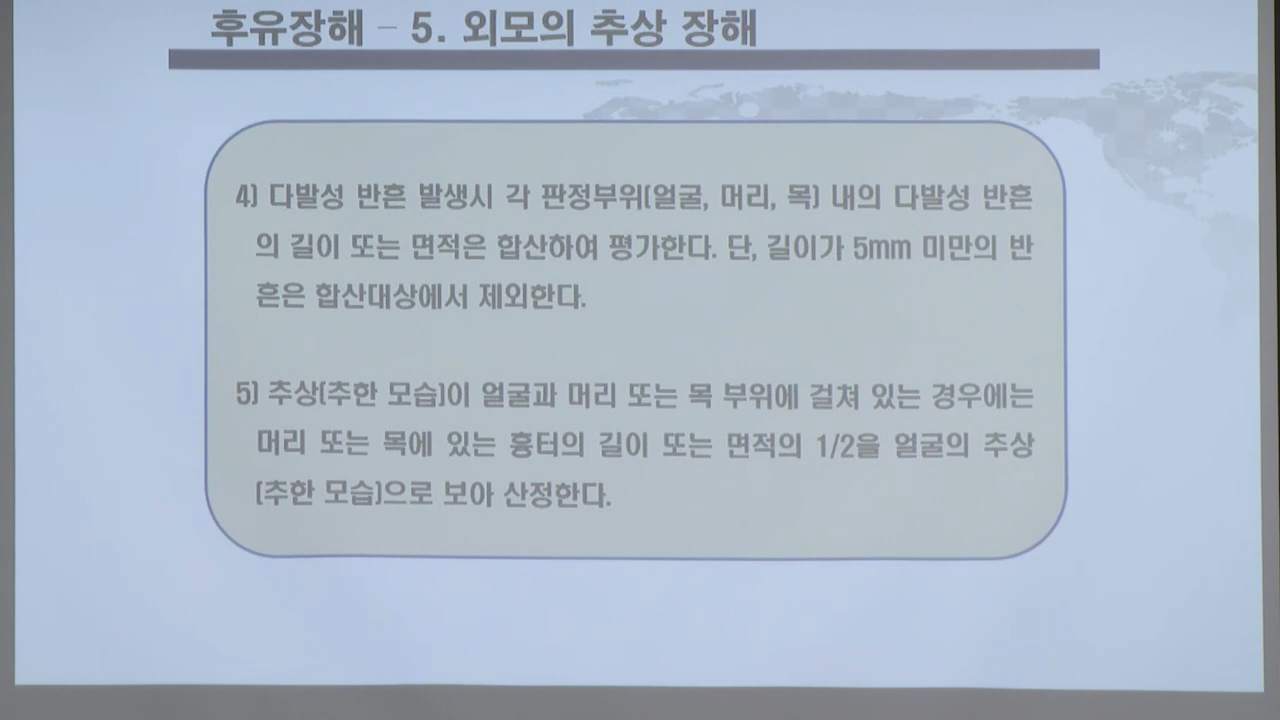 후유장해 – 5. 외모의 추상 장해
4) 다발성 반흔 발생시 각 판정부위(얼굴, 머리, 목) 내의 다발성 반흔
의 길이 또는 면적은 합산하여 평가한다. 단, 길이가 5mm 미만의 반
흔은 합산대상에서 제외한다.
5) 추상(추한 모습)이 얼굴과 머리 또는 목 부위에 걸쳐 있는 경우에는
머리 또는 목에 있는 흉터의 길이 또는 면적의 1/2을 얼굴의 추상
(추한 모습)으로 보아 산정한다.